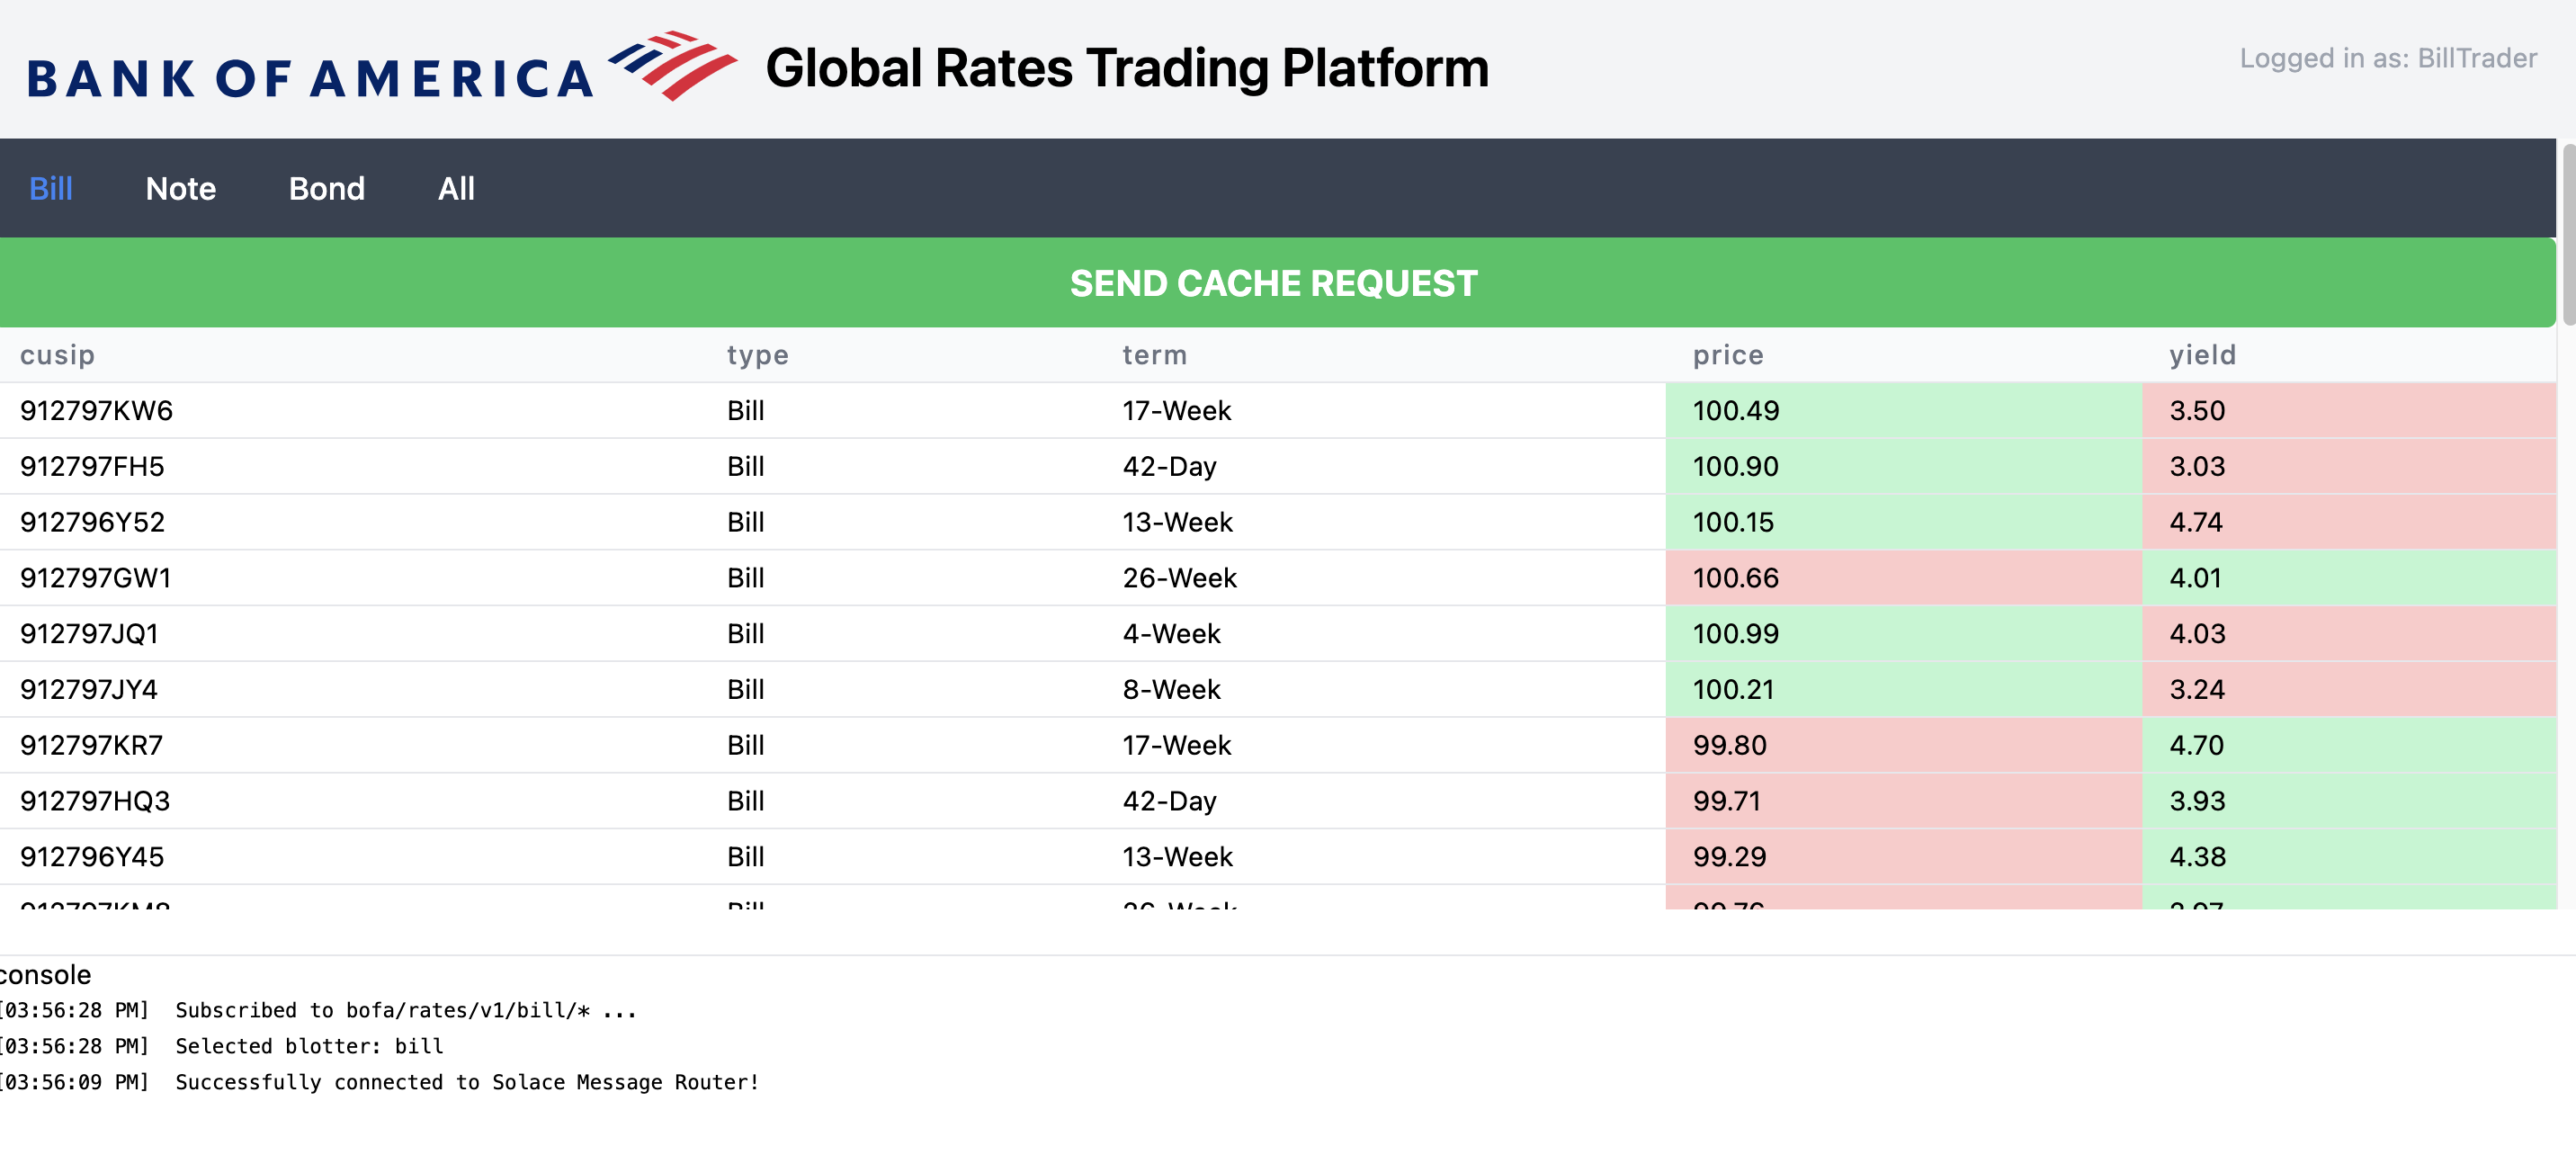 BANK OF AMERICA Global Rates Trading Platform Logged in as: BillTrader
Bill Note Bond All
SEND CACHE REQUEST
cusip type term price yield
912797KW6 Bill 17-Week 100.49 3.50
912797FH5 Bill 42-Day 100.90 3.03
912796Y52 Bill 13-Week 100.15 4.74
912797GW1 Bill 26-Week 100.66 4.01
912797JQ1 Bill 4-Week 100.99 4.03
912797JY4 Bill 8-Week 100.21 3.24
912797KR7 Bill 17-Week 99.80 4.70
912797HQ3 Bill 42-Day 99.71 3.93
912796Y45 Bill 13-Week 99.29 4.38
Bill 26-Week
console
[03:56:28 PM] Subscribed to bofa/rates/v1/bill/* ...
[03:56:28 PM] Selected blotter: bill
[03:56:09 PM] Successfully connected to Solace Message Router!